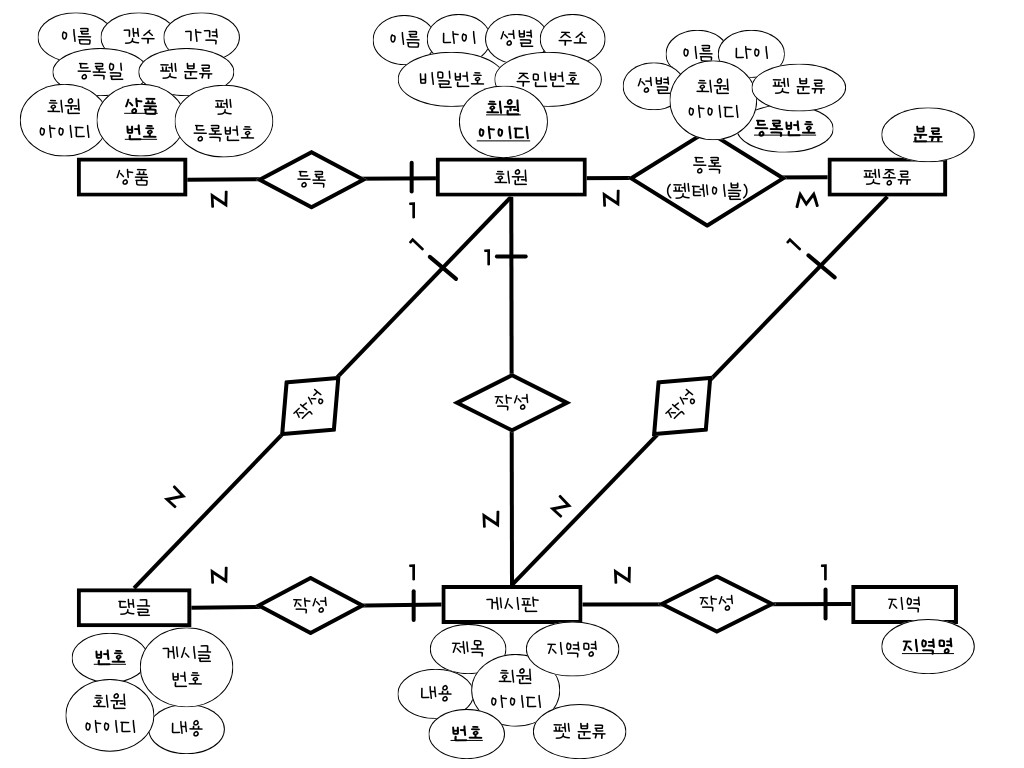 이름 갯수 가격
등록일 펫 분류
회원
아이디
상품
번호
펫
등록번호
이름 나이 성별 주소
비밀번호 주민번호
회원
아이디
이름 나이
성별
회원
아이디
펫 분류
등록번호
분류
상품
등록
회원
등록
(펫테이블)
펫종류
N
1
N
M
1
1
1
작성
작성
작성
N
N
N
N
1
N
1
댓글
작성
게시판
작성
지역
번호
게시글
번호
회원
아이디
내용
제목
지역명
내용
회원
아이디
번호
펫 분류
지역명